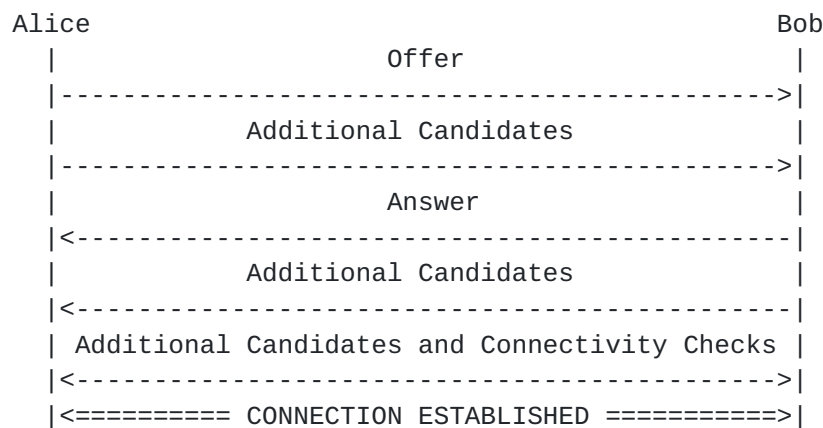 Alice Bob
| Offer |
|---------------------------------------------->|
| Additional Candidates |
|---------------------------------------------->|
| Answer |
|<----------------------------------------------|
| Additional Candidates |
|<----------------------------------------------|
| Additional Candidates and Connectivity Checks |
|<--------------------------------------------->|
|<========== CONNECTION ESTABLISHED ===========>|